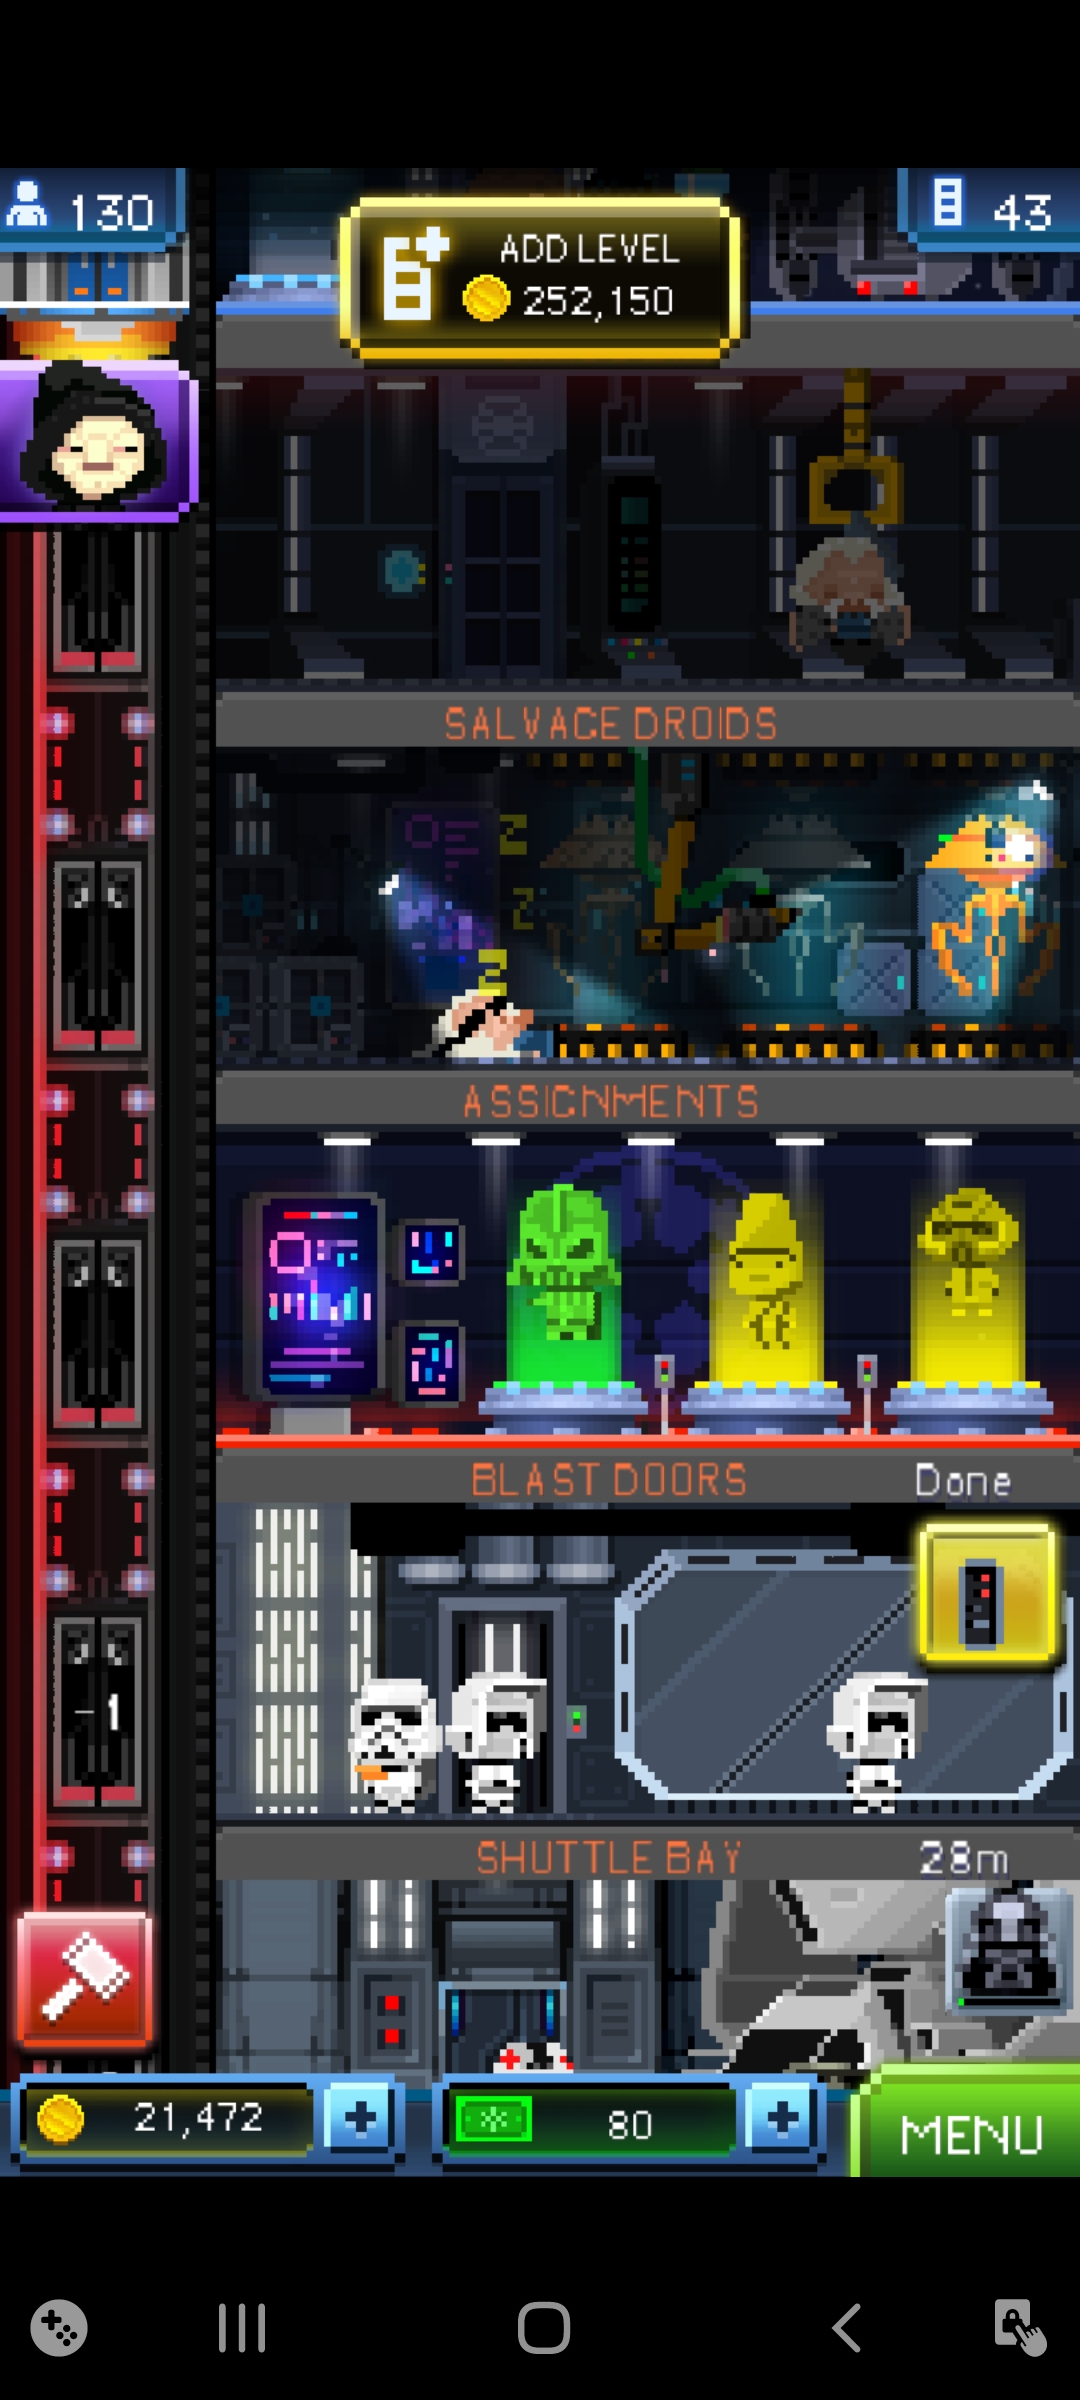 130
43
ADD LEVEL
252,150
SALVAGE DROIDS
Z
Z
Z
ASSIGNMENTS
BLAST DOORS Done
-1
SHUTTLE BAY 28m
21,472
80
MENU